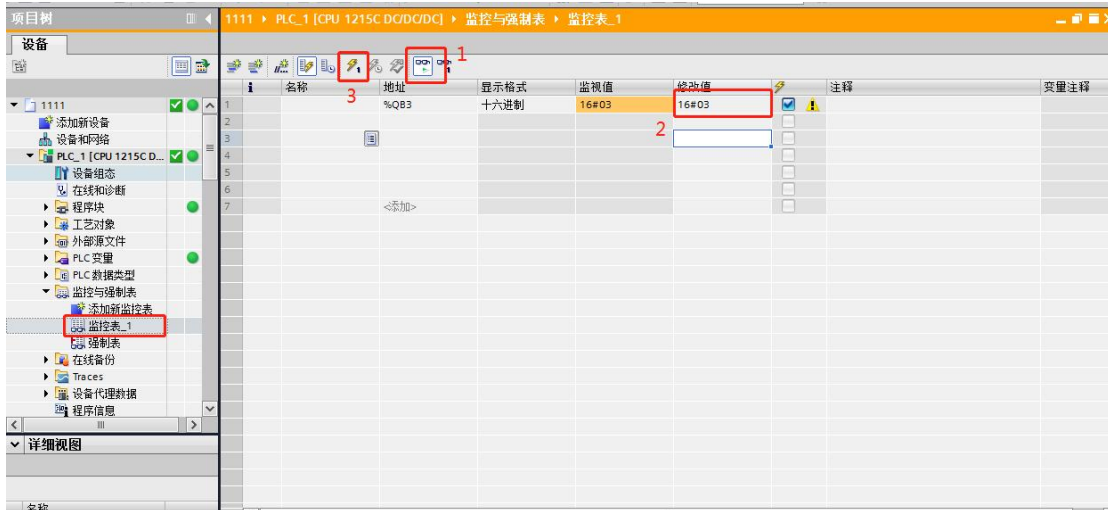 项目树
1111 ▸ PLC_1 [CPU 1215C DC/DC/DC] ▸ 监控与强制表 ▸ 监控表_1
设备
1
3
i 名称 地址 显示格式 监视值 修改值 注释 变量注释
1 %QB3 十六进制 16#03 16#03
2
2
3
4
5
6
7 <添加>
1111
添加新设备
设备和网络
PLC_1 [CPU 1215C D...
设备组态
在线和诊断
程序块
工艺对象
外部源文件
PLC 变量
PLC 数据类型
监控与强制表
添加新监控表
监控表_1
强制表
在线备份
Traces
设备代理数据
程序信息
详细视图
名称